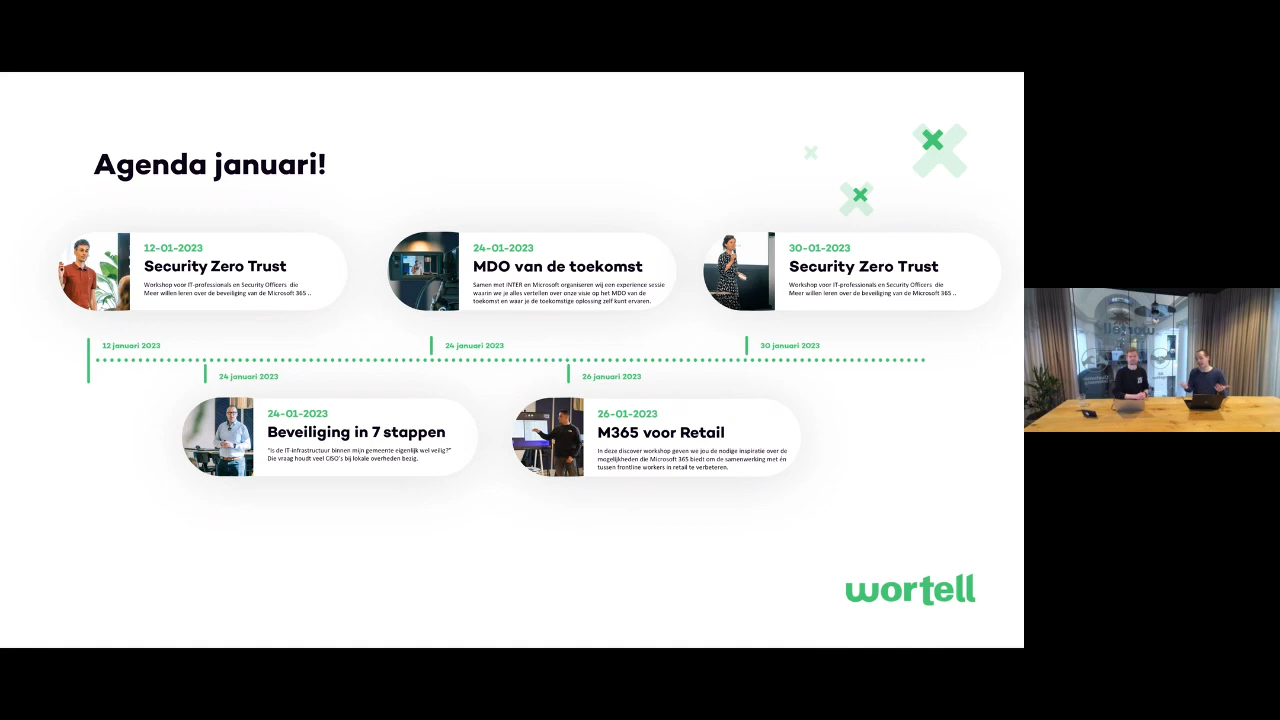 Agenda januari!
12-01-2023
Security Zero Trust
Workshop voor IT-professionals en Security Officers die
Meer willen leren over de beveiliging van de Microsoft 365 ..
24-01-2023
MDO van de toekomst
Samen met INTER en Microsoft organiseren wij een experience sessie
waarin we je alles vertellen over onze visie op het MDO van de
toekomst en waar je de toekomstige oplossing zelf kunt ervaren.
30-01-2023
Security Zero Trust
Workshop voor IT-professionals en Security Officers die
Meer willen leren over de beveiliging van de Microsoft 365 ..
12 januari 2023
24 januari 2023
30 januari 2023
24 januari 2023
26 januari 2023
24-01-2023
Beveiliging in 7 stappen
"Is de IT-infrastructuur binnen mijn gemeente eigenlijk wel veilig?"
Die vraag houdt veel CISO's bij lokale overheden bezig.
26-01-2023
M365 voor Retail
In deze discover workshop geven we jou de nodige inspiratie over de
mogelijkheden die Microsoft 365 biedt om de samenwerking met én
tussen frontline workers in retail te verbeteren.
wortell
wortell